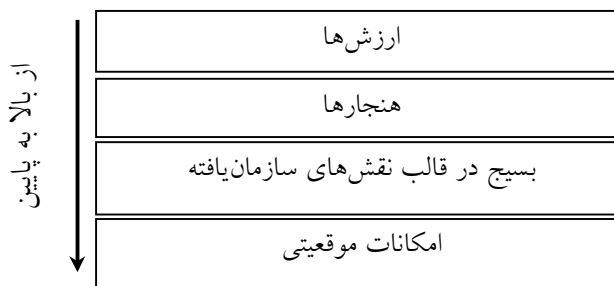 ارزش‌ها
هنجارها
بسیج در قالب نقش‌های سازمان‌یافته
امکانات موقعیتی
از بالا به پایین